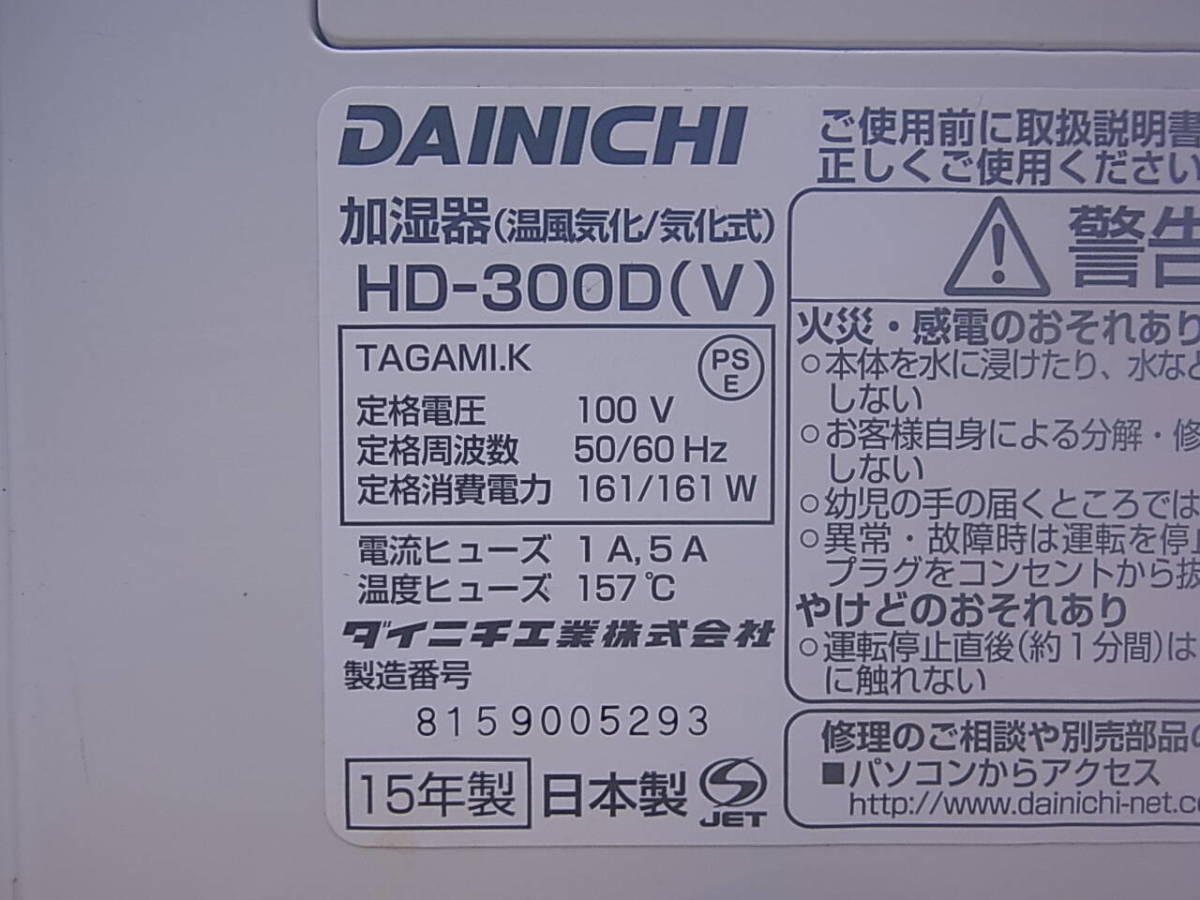 DAINICHI
加湿器(温風気化/気化式)
HD-300D(V)
TAGAMI.K
PS
E
定格電圧 100 V
定格周波数 50/60 Hz
定格消費電力 161/161 W
電流ヒューズ 1A,5A
温度ヒューズ 157℃
ダイニチ工業株式会社
製造番号
8159005293
15年製 日本製
JET
ご使用前に取扱説明書
正しくご使用ください
警告
火災・感電のおそれあり
○本体を水に浸けたり、水など
しない
○お客様自身による分解・修
しない
○幼児の手の届くところでは
○異常・故障時は運転を停止
プラグをコンセントから抜
やけどのおそれあり
○運転停止直後(約1分間)は
に触れない
修理のご相談や別売部品の
■パソコンからアクセス
http://www.dainichi-net.c